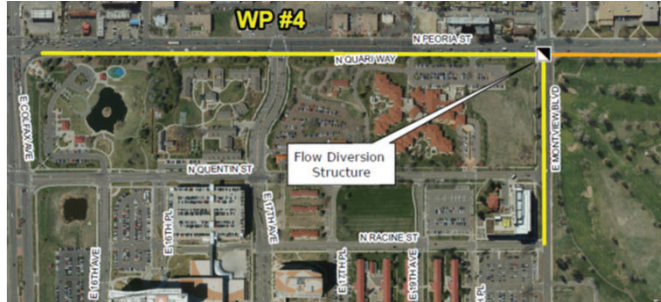 WP #4
N PEORIA ST
N QUARI WAY
E COLFAX AVE
E MONTVIEW BLVD
Flow Diversion
Structure
N QUENTIN ST
E 17TH AVE
E 16TH PL
N RACINE ST
E 16TH AVE
E 17TH PL
E 19TH AVE
PL